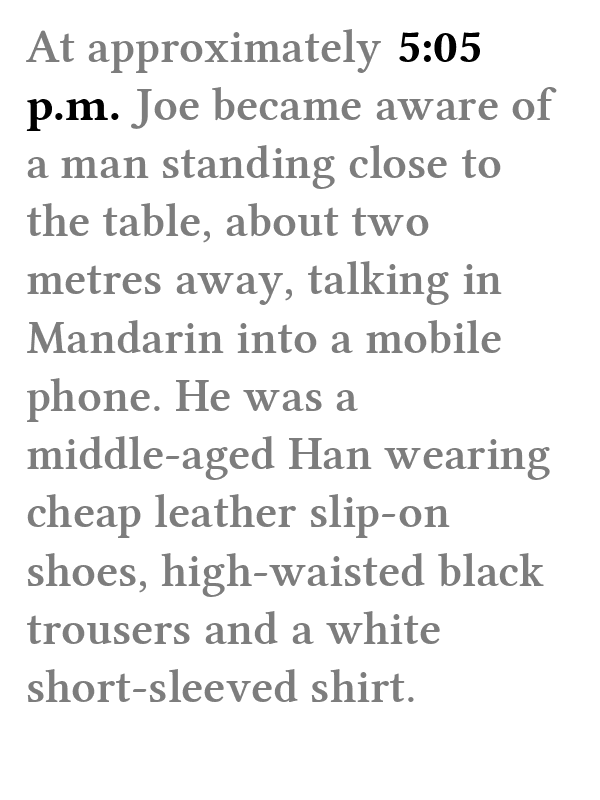 At approximately 5:05
p.m. Joe became aware of
a man standing close to
the table, about two
metres away, talking in
Mandarin into a mobile
phone. He was a
middle-aged Han wearing
cheap leather slip-on
shoes, high-waisted black
trousers and a white
short-sleeved shirt.